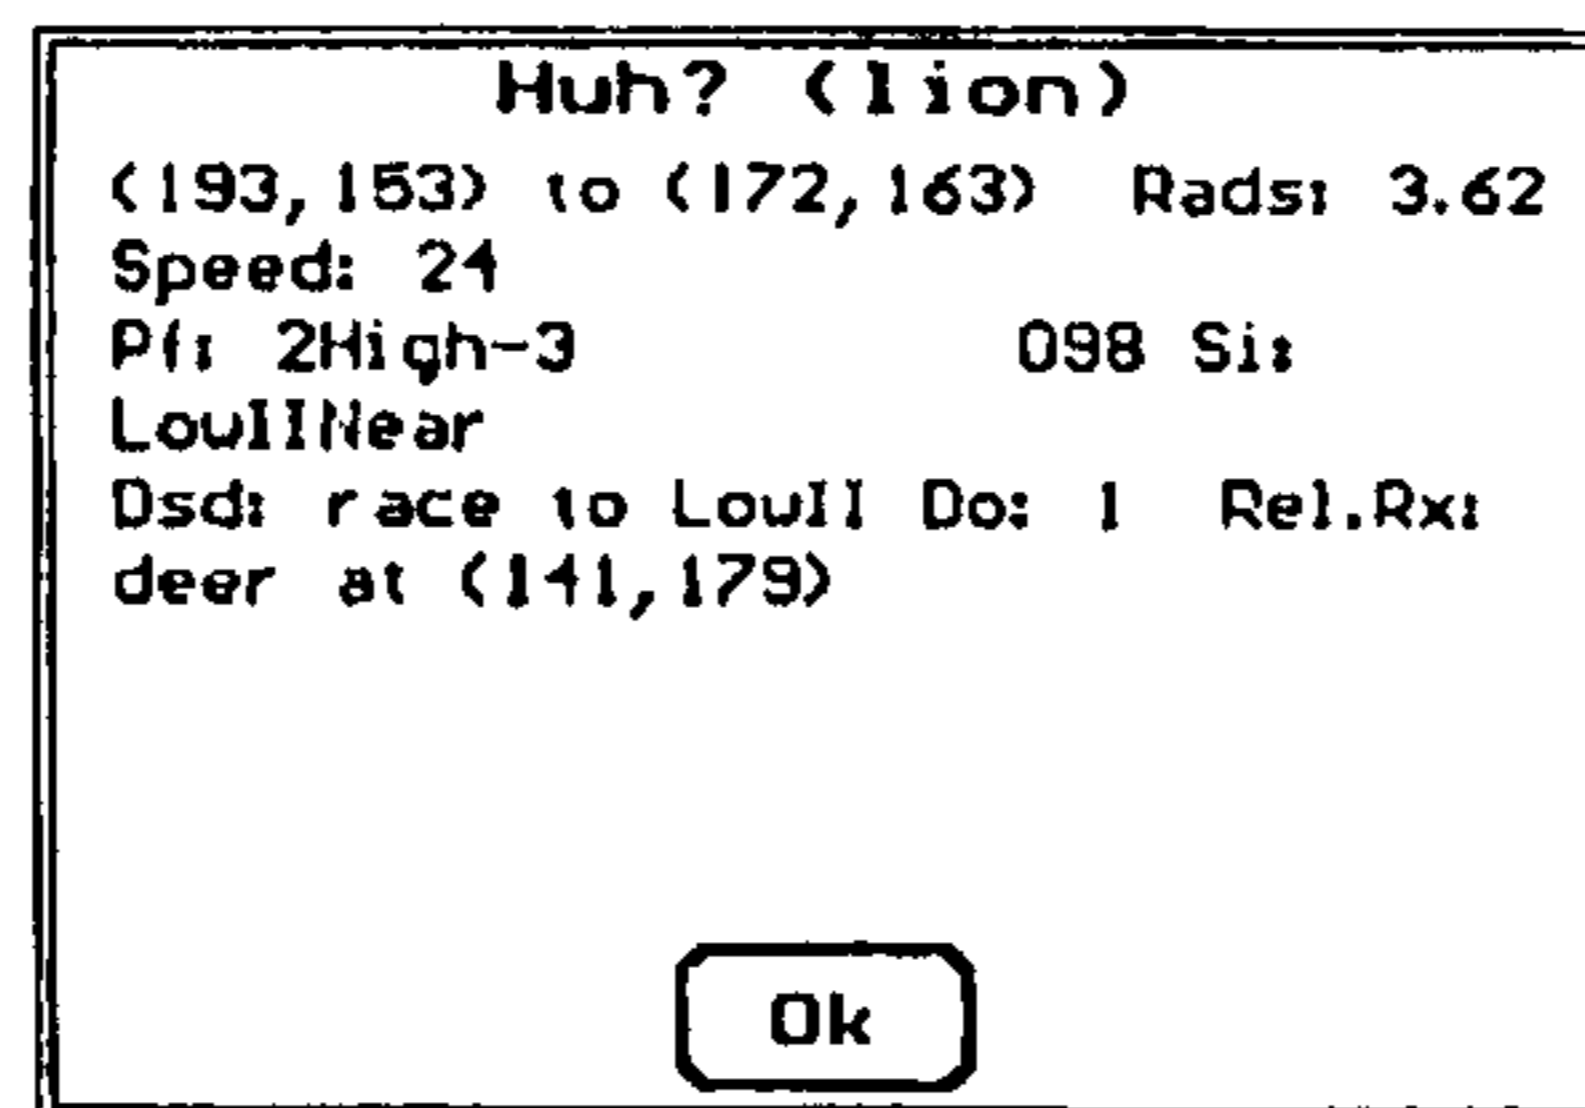 Huh? (lion)
(193,153) to (172,163) Rads: 3.62
Speed: 24
Pf: 2High-3 098 Si:
LowIINear
Dsd: race to LowII Do: 1 Rel.Rx:
deer at (141,179)
Ok